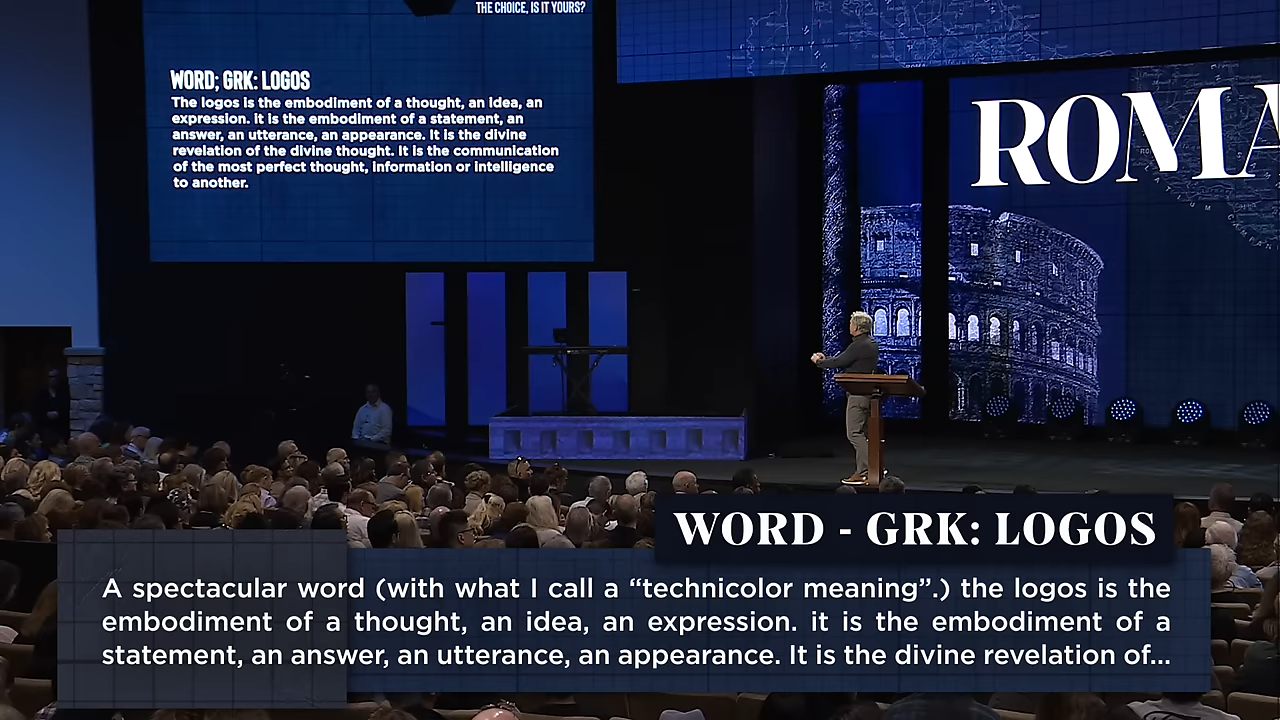 THE CHOICE, IS IT YOURS?
WORD; GRK: LOGOS
The logos is the embodiment of a thought, an idea, an
expression. it is the embodiment of a statement, an
answer, an utterance, an appearance. It is the divine
revelation of the divine thought. It is the communication
of the most perfect thought, information or intelligence
to another.
ROMA
WORD - GRK: LOGOS
A spectacular word (with what I call a “technicolor meaning”.) the logos is the
embodiment of a thought, an idea, an expression. it is the embodiment of a
statement, an answer, an utterance, an appearance. It is the divine revelation of...